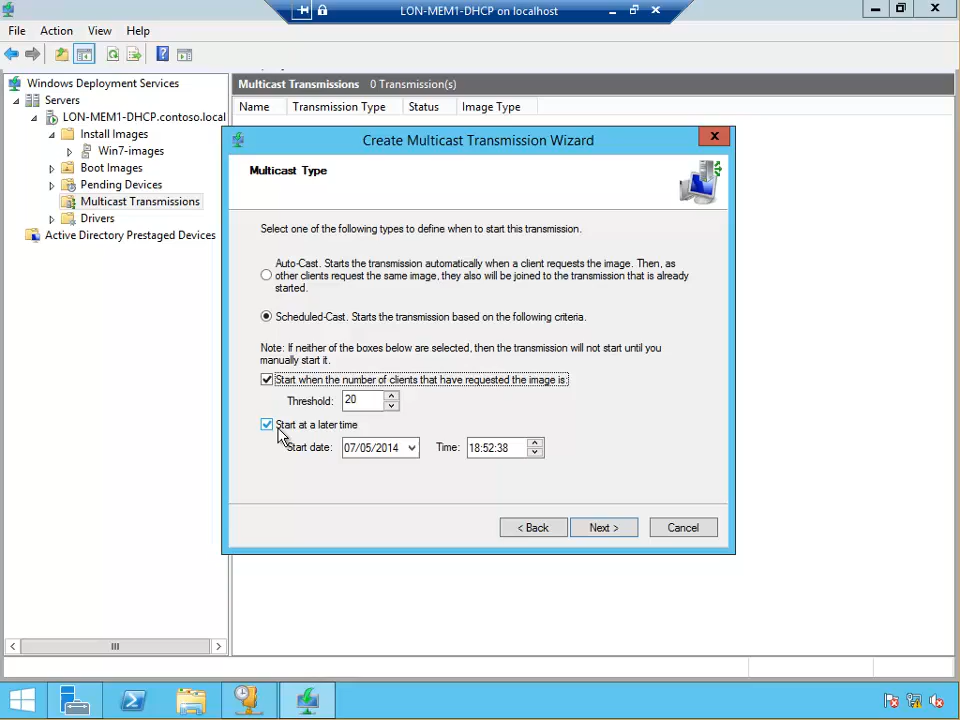 LON-MEM1-DHCP on localhost
File Action View Help
Windows Deployment Services
Servers
LON-MEM1-DHCP.contoso.local
Install Images
Win7-images
Boot Images
Pending Devices
Multicast Transmissions
Drivers
Active Directory Prestaged Devices
Multicast Transmissions 0 Transmission(s)
Name Transmission Type Status Image Type
Create Multicast Transmission Wizard
Multicast Type
Select one of the following types to define when to start this transmission.
Auto-Cast. Starts the transmission automatically when a client requests the image. Then, as
other clients request the same image, they also will be joined to the transmission that is already
started.
Scheduled-Cast. Starts the transmission based on the following criteria.
Note: If neither of the boxes below are selected, then the transmission will not start until you
manually start it.
Start when the number of clients that have requested the image is:
Threshold: 20
Start at a later time
Start date: 07/05/2014 Time: 18:52:38
< Back Next > Cancel